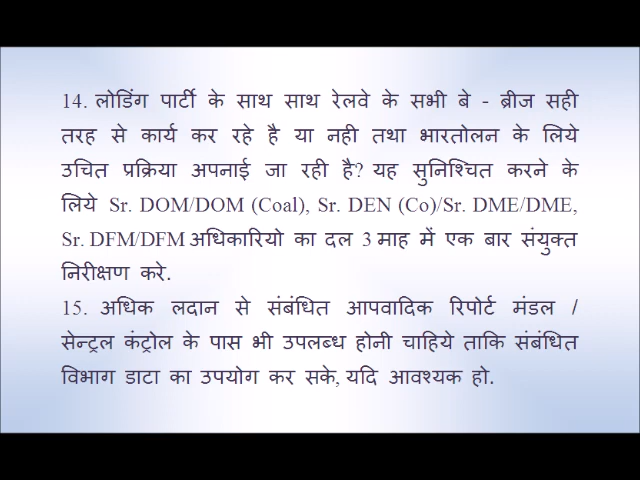 14. लोडिंग पार्टी के साथ साथ रेलवे के सभी बे - ब्रीज सही
तरह से कार्य कर रहे है या नही तथा भारतोलन के लिये
उचित प्रक्रिया अपनाई जा रही है? यह सुनिश्चित करने के
लिये Sr. DOM/DOM (Coal), Sr. DEN (Co)/Sr. DME/DME,
Sr. DFM/DFM अधिकारियो का दल 3 माह में एक बार संयुक्त
निरीक्षण करे.
15. अधिक लदान से संबंधित आपवादिक रिपोर्ट मंडल /
सेन्ट्रल कंट्रोल के पास भी उपलब्ध होनी चाहिये ताकि संबंधित
विभाग डाटा का उपयोग कर सके, यदि आवश्यक हो.